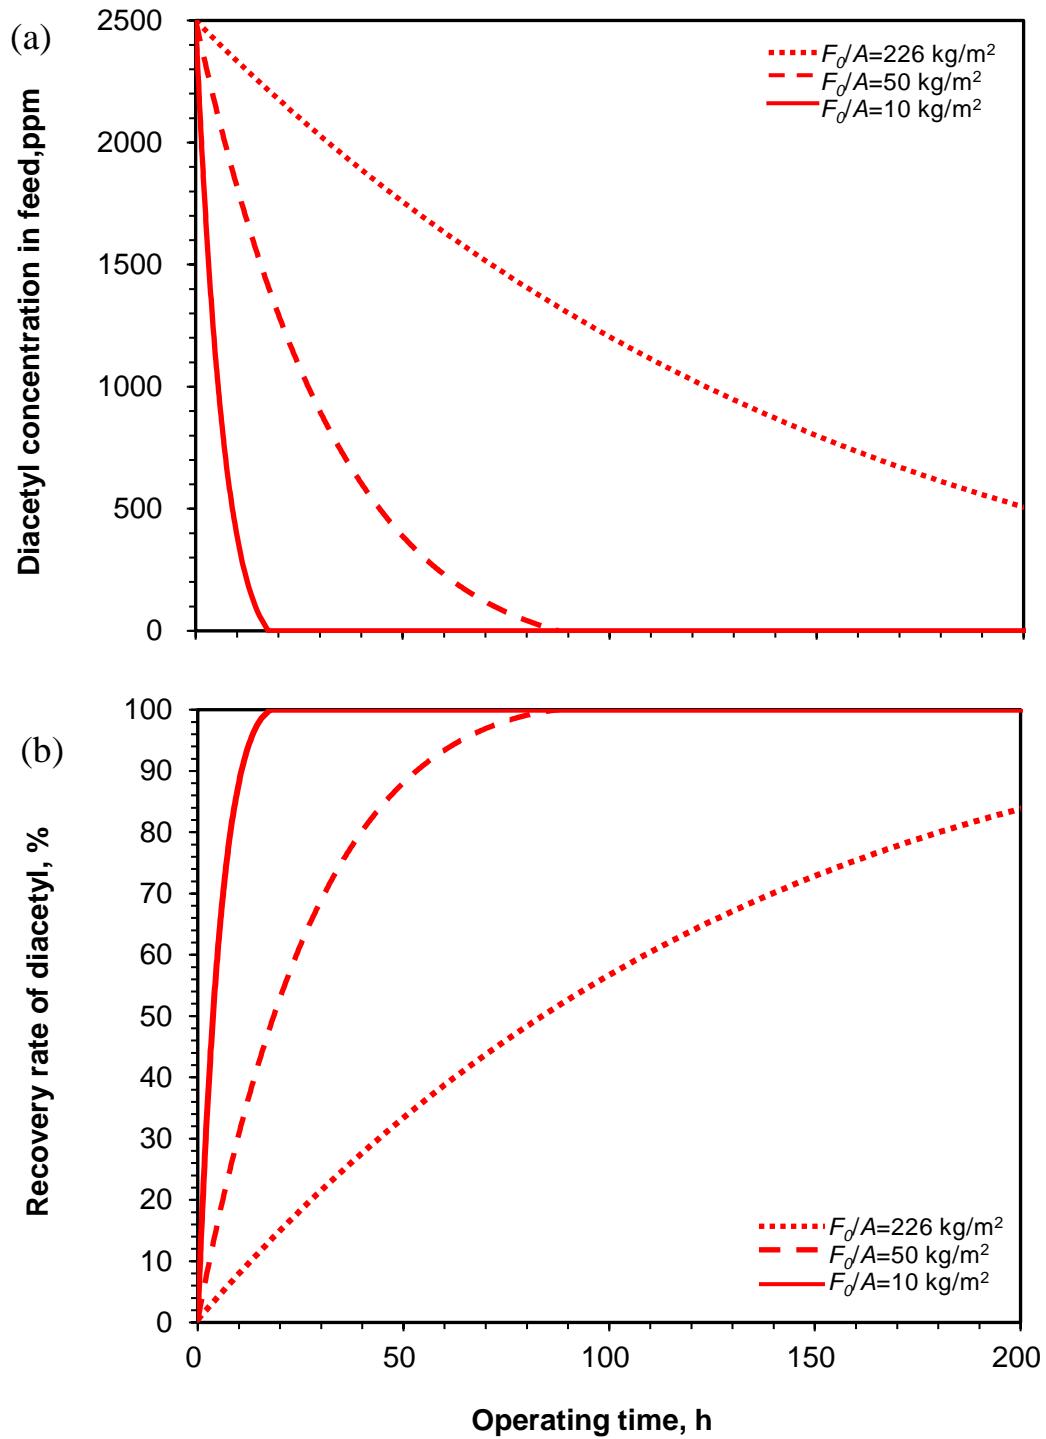 (a)
Diacetyl concentration in feed,ppm
2500
2000
1500
1000
500
0
F₀/A=226 kg/m²
F₀/A=50 kg/m²
F₀/A=10 kg/m²
(b)
Recovery rate of diacetyl, %
100
90
80
70
60
50
40
30
20
10
0
F₀/A=226 kg/m²
F₀/A=50 kg/m²
F₀/A=10 kg/m²
0 50 100 150 200
Operating time, h